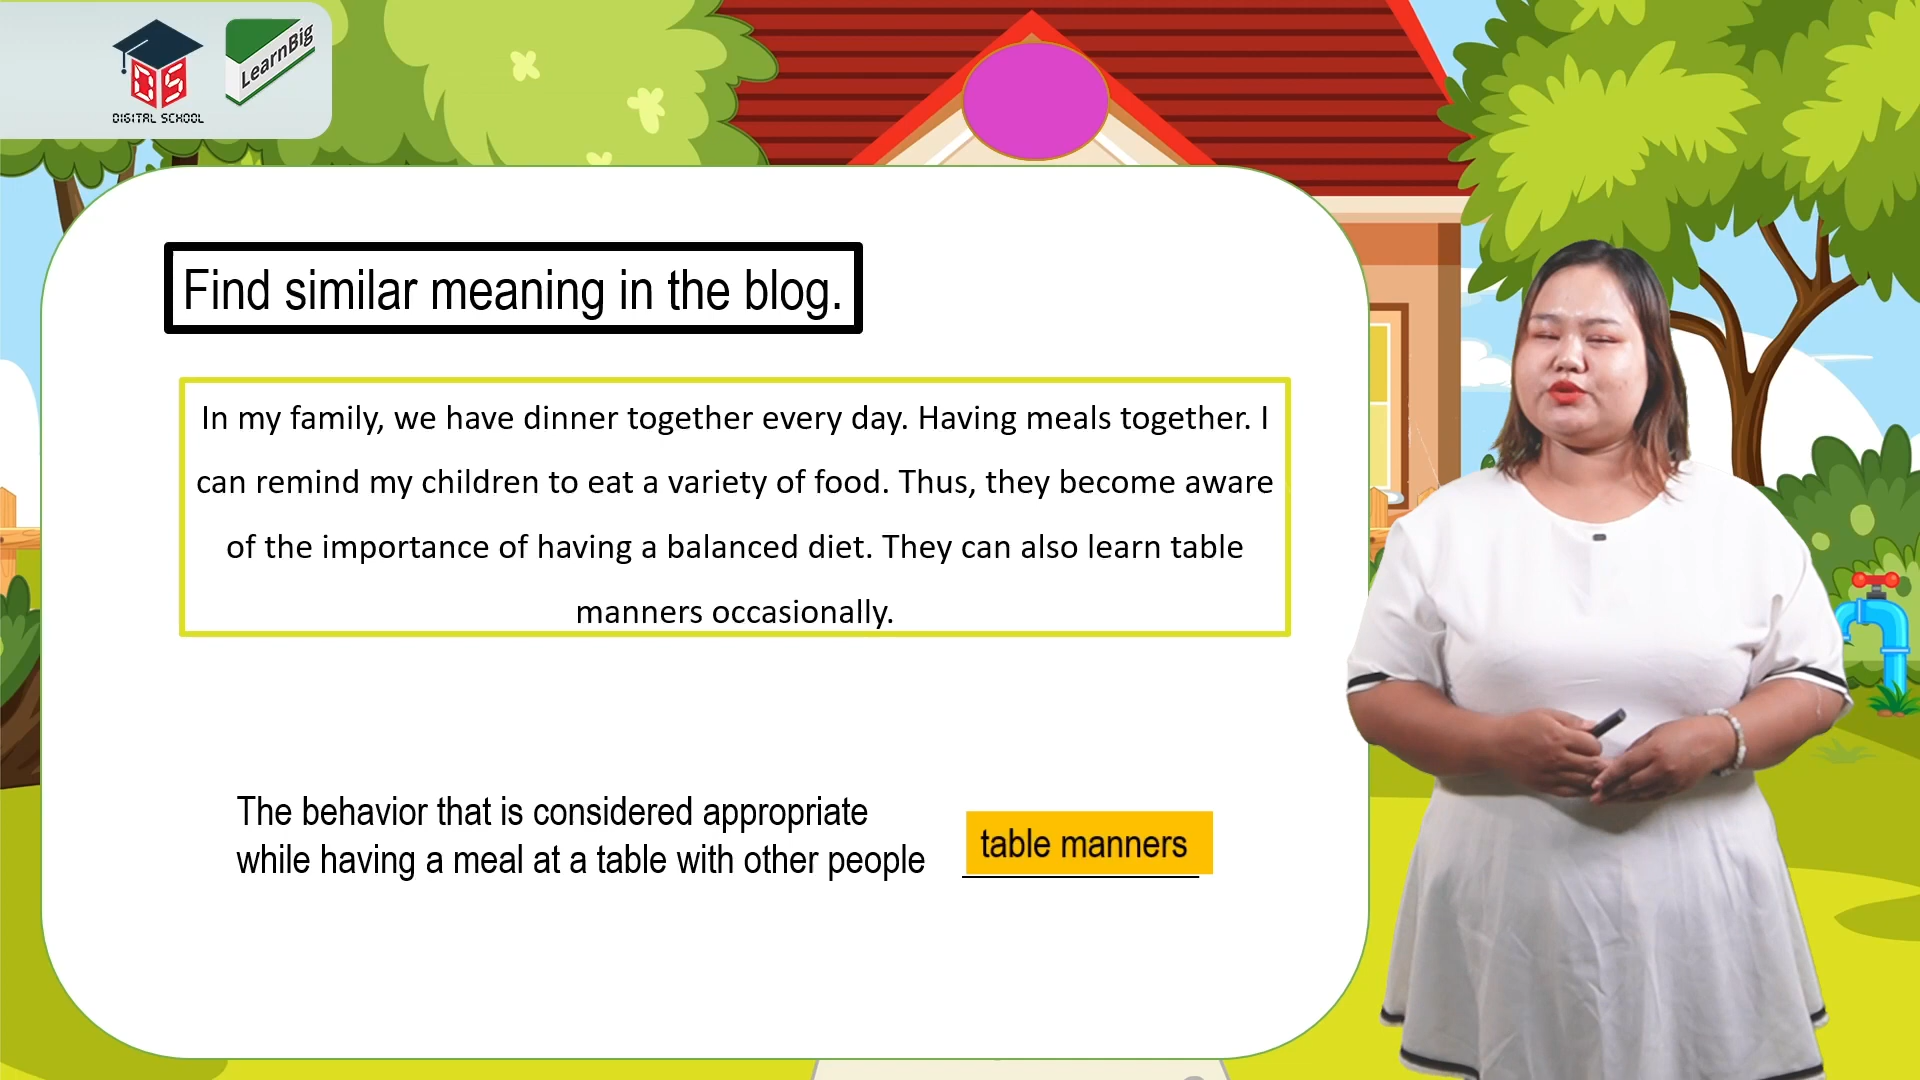 DIGITAL SCHOOL
LearnBig
Find similar meaning in the blog.
In my family, we have dinner together every day. Having meals together. I
can remind my children to eat a variety of food. Thus, they become aware
of the importance of having a balanced diet. They can also learn table
manners occasionally.
The behavior that is considered appropriate
while having a meal at a table with other people
table manners